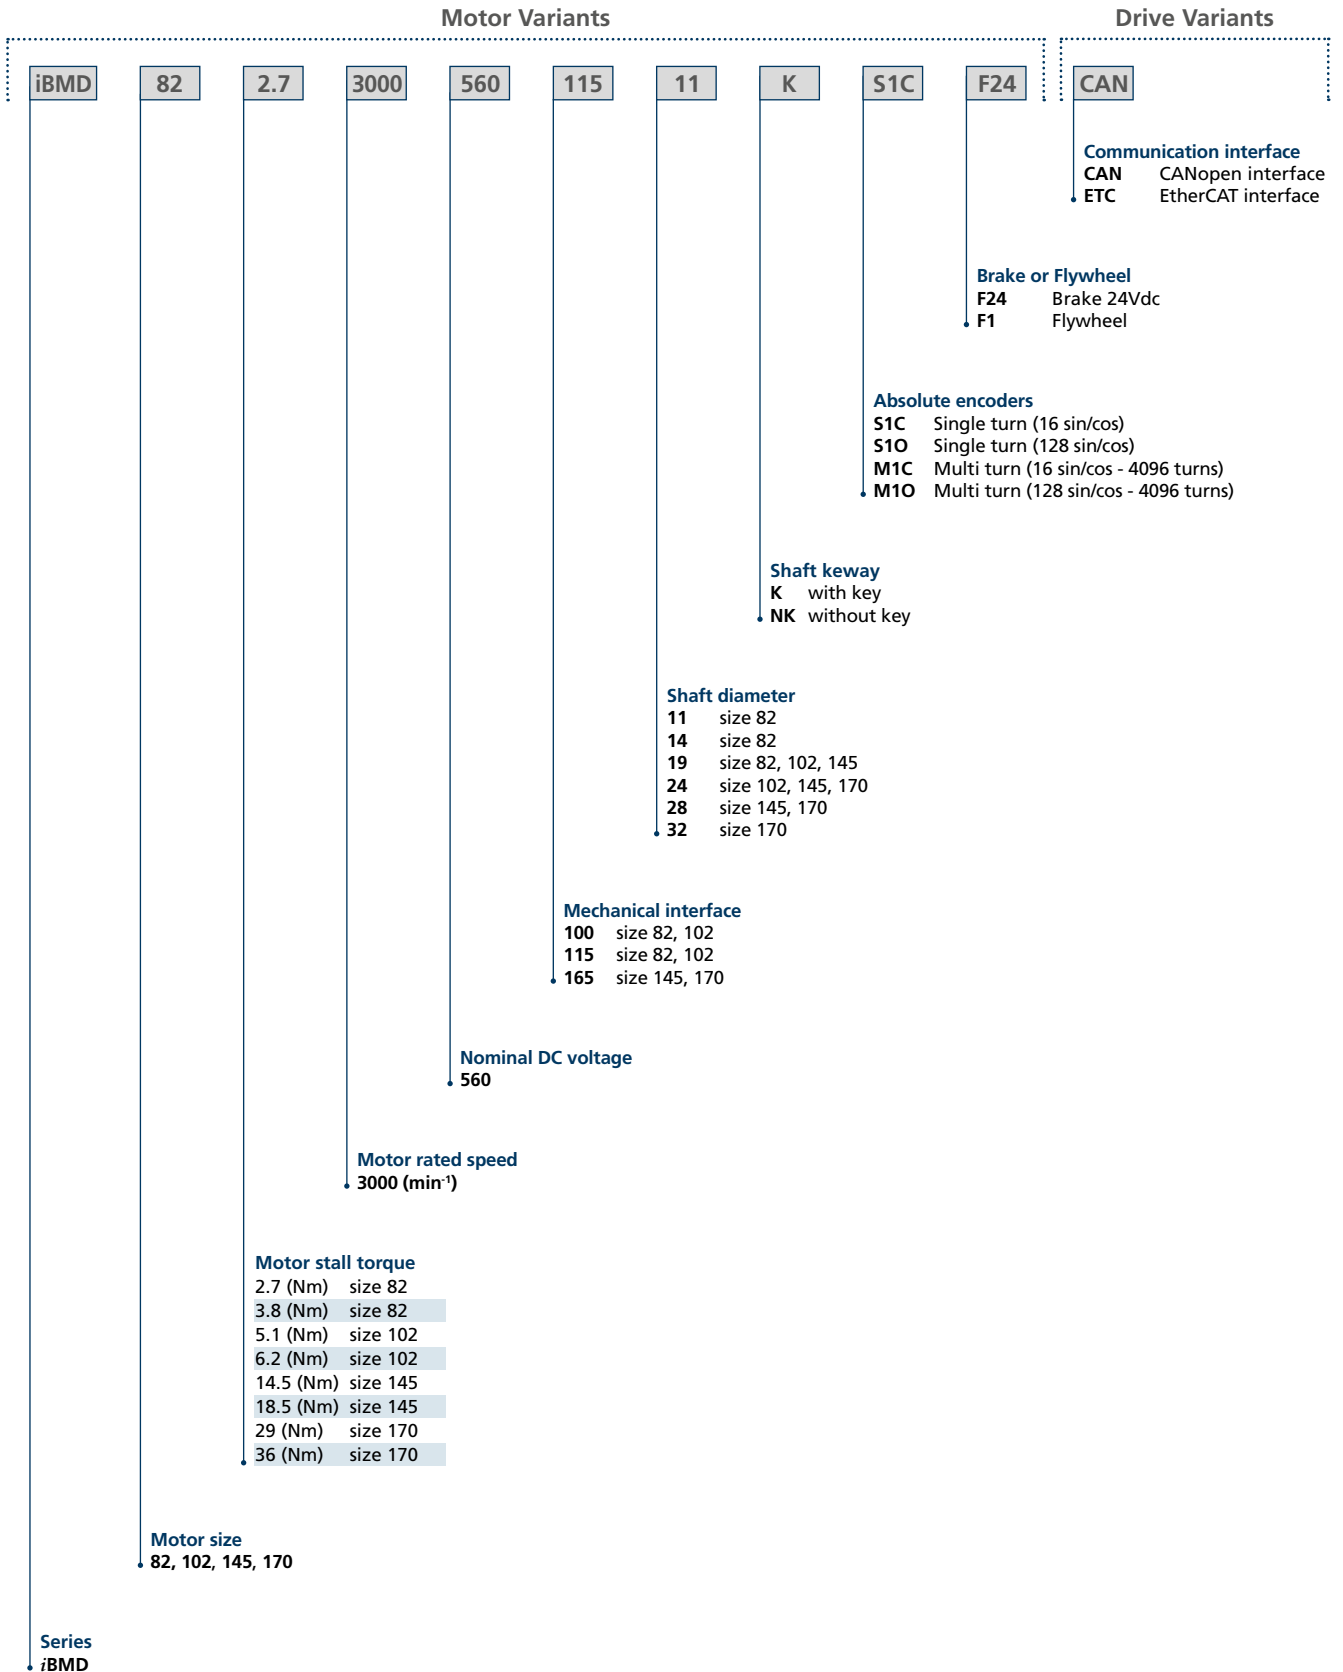 Motor Variants Drive Variants
iBMD 82 2.7 3000 560 115 11 K S1C F24 CAN
Communication interface
CAN CANopen interface
ETC EtherCAT interface
Brake or Flywheel
F24 Brake 24Vdc
F1 Flywheel
Absolute encoders
S1C Single turn (16 sin/cos)
S1O Single turn (128 sin/cos)
M1C Multi turn (16 sin/cos - 4096 turns)
M1O Multi turn (128 sin/cos - 4096 turns)
Shaft keway
K with key
NK without key
Shaft diameter
11 size 82
14 size 82
19 size 82, 102, 145
24 size 102, 145, 170
28 size 145, 170
32 size 170
Mechanical interface
100 size 82, 102
115 size 82, 102
165 size 145, 170
Nominal DC voltage
560
Motor rated speed
3000 (min⁻¹)
Motor stall torque
2.7 (Nm) size 82
3.8 (Nm) size 82
5.1 (Nm) size 102
6.2 (Nm) size 102
14.5 (Nm) size 145
18.5 (Nm) size 145
29 (Nm) size 170
36 (Nm) size 170
Motor size
82, 102, 145, 170
Series
iBMD